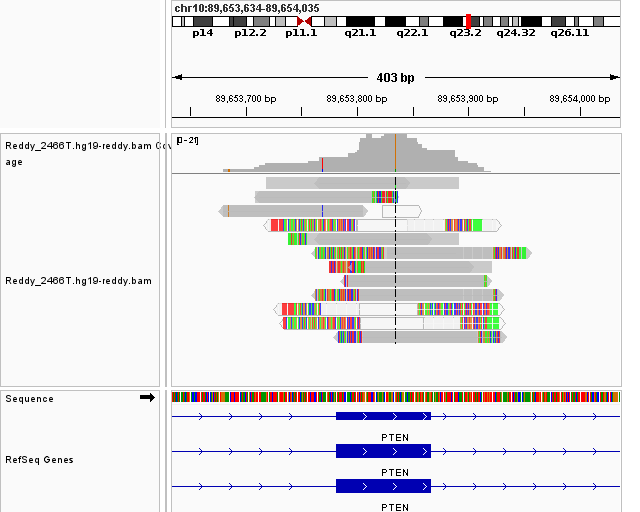 chr10:89,653,634-89,654,035
p14 p12.2 p11.1 q21.1 q22.1 q23.2 q24.32 q26.11
403 bp
89,653,700 bp 89,653,800 bp 89,653,900 bp 89,654,000 bp
Reddy_2466T.hg19-reddy.bam
age
[0-21]
Reddy_2466T.hg19-reddy.bam
Sequence
PTEN
RefSeq Genes
PTEN
PTEN